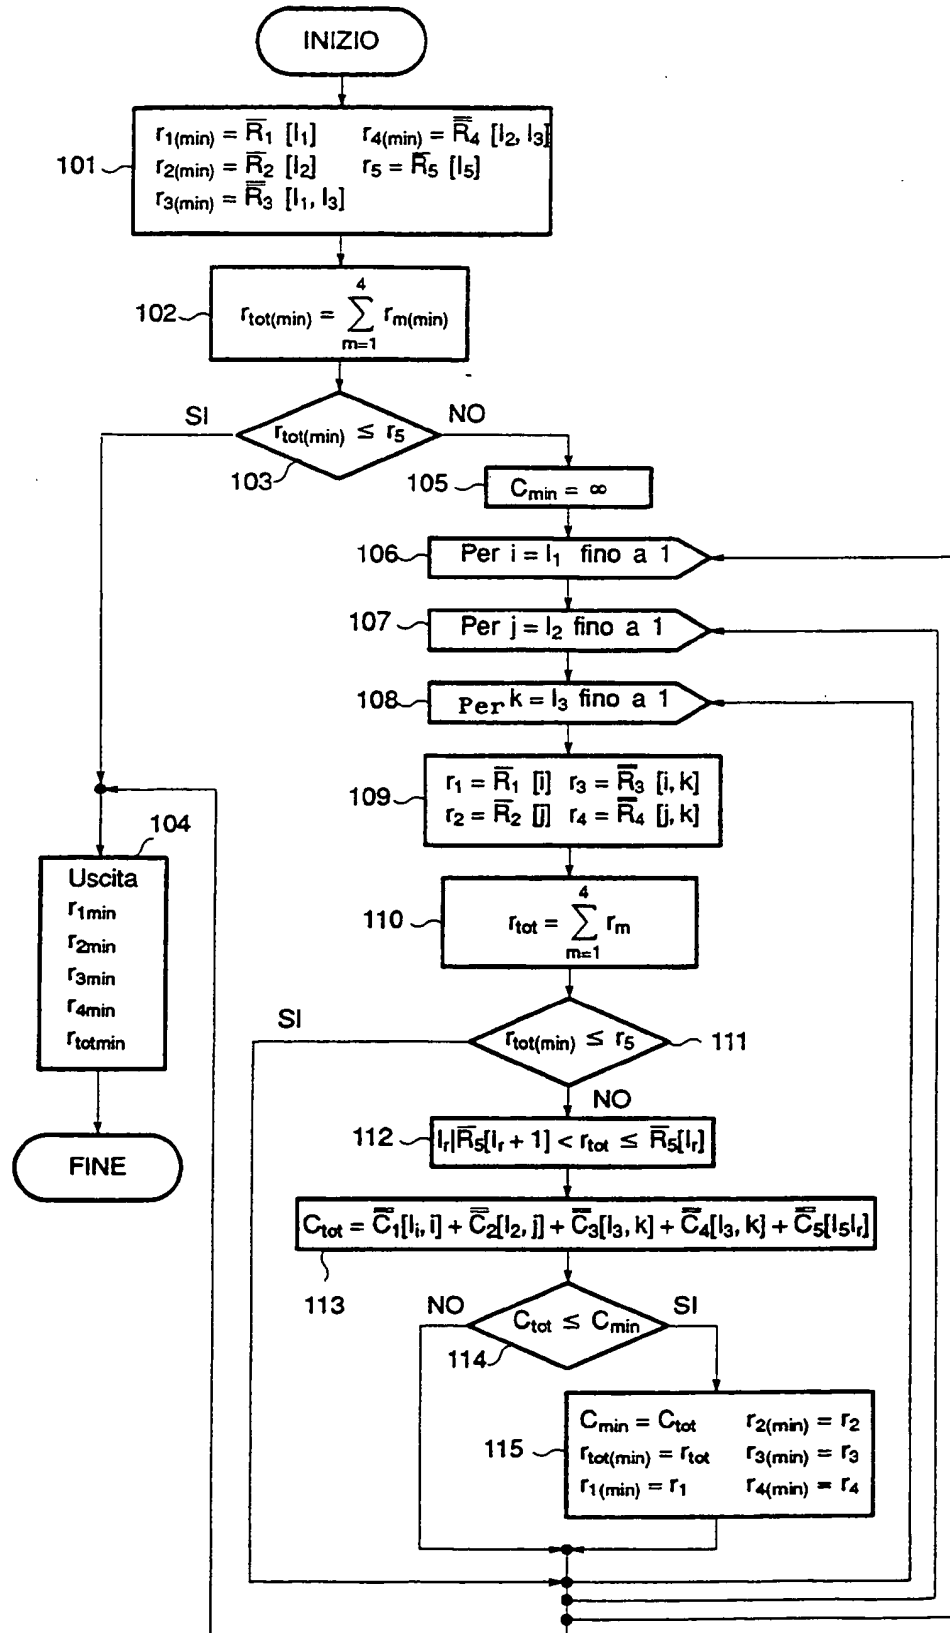 INIZIO
101
r1(min) = R̅1 [l1] r4(min) = R̿4 [l2, l3]
r2(min) = R̅2 [l2] r5 = R̅5 [l5]
r3(min) = R̿3 [l1, l3]
102
rtot(min) = ∑ m=1 4 rm(min)
SI
NO
rtot(min) ≤ r5
103
105
Cmin = ∞
106
Per i = l1 fino a 1
107
Per j = l2 fino a 1
108
Per k = l3 fino a 1
109
r1 = R̅1 [i] r3 = R̿3 [i, k]
r2 = R̅2 [j] r4 = R̿4 [j, k]
104
Uscita
r1min
r2min
r3min
r4min
rtotmin
FINE
110
rtot = ∑ m=1 4 rm
SI
rtot(min) ≤ r5
111
NO
112
lr|R̅5[lr + 1] < rtot ≤ R̅5[lr]
Ctot = C̿1[li, i] + C̿2[l2, j] + C̿3[l3, k] + C̿4[l3, k} + C̿5[l5lr]
113
NO
SI
Ctot ≤ Cmin
114
115
Cmin = Ctot r2(min) = r2
rtot(min) = rtot r3(min) = r3
r1(min) = r1 r4(min) = r4